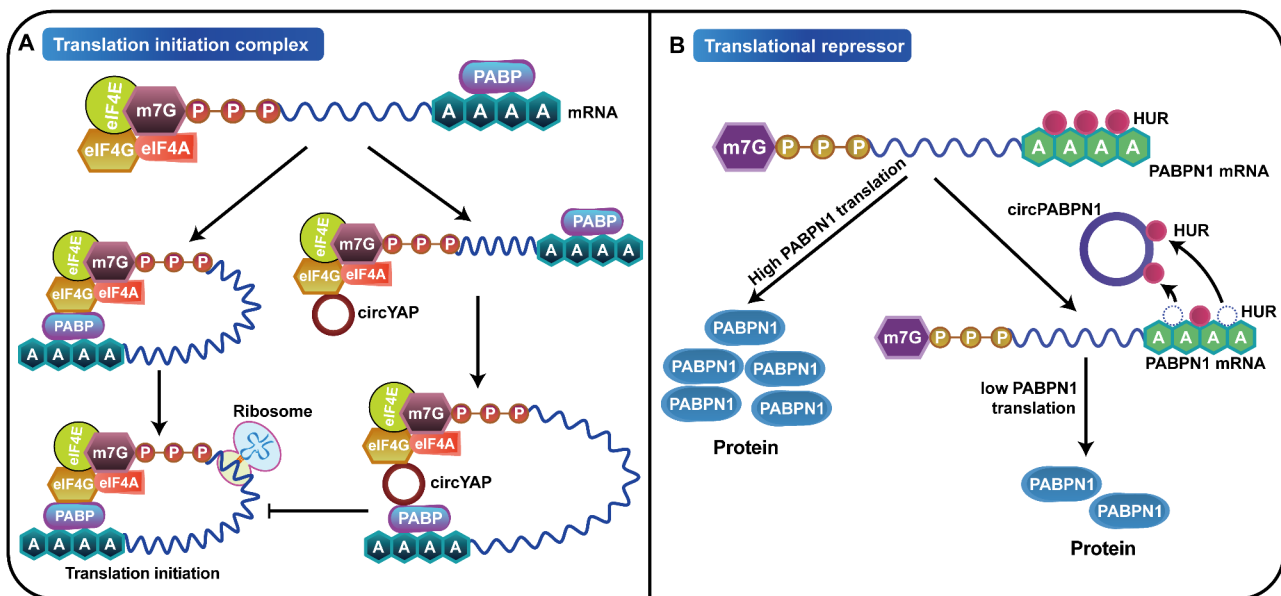 A
Translation initiation complex
eIF4E
m7G
P P P
PABP
A A A A
mRNA
eIF4G
eIF4A
eIF4E
m7G
P P P
eIF4G
eIF4A
PABP
A A A A
eIF4E
m7G
P P P
PABP
A A A A
eIF4G
eIF4A
circYAP
eIF4E
m7G
P P P
Ribosome
eIF4G
eIF4A
PABP
A A A A
Translation initiation
eIF4E
m7G
P P P
eIF4G
eIF4A
circYAP
PABP
A A A A
B
Translational repressor
HUR
m7G
P P P
A A A A
PABPN1 mRNA
High PABPN1 translation
circPABPN1
HUR
HUR
m7G
P P P
A A A A
PABPN1 mRNA
PABPN1
PABPN1
PABPN1
PABPN1
PABPN1
Protein
low PABPN1
translation
PABPN1
PABPN1
Protein